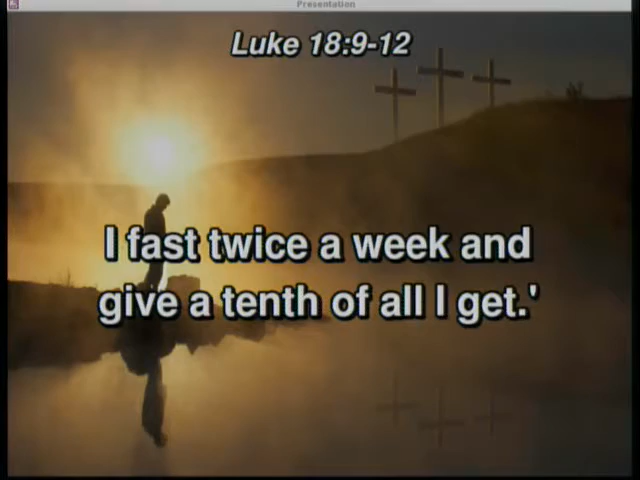 Presentation
Luke 18:9-12
I fast twice a week and
give a tenth of all I get.'